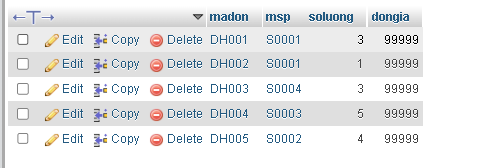 madon msp soluong dongia
Edit Copy Delete DH001 S0001 3 99999
Edit Copy Delete DH002 S0001 1 99999
Edit Copy Delete DH003 S0004 3 99999
Edit Copy Delete DH004 S0003 5 99999
Edit Copy Delete DH005 S0002 4 99999